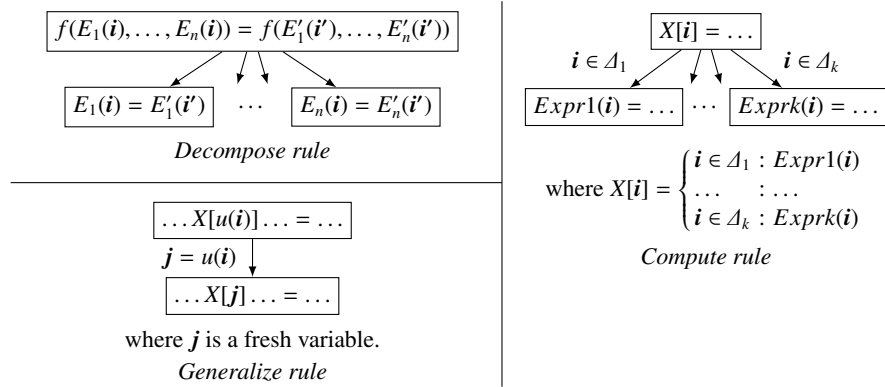 f(E₁(𝒊), . . . , Eₙ(𝒊)) = f(E′₁(𝒊′), . . . , E′ₙ(𝒊′))
E₁(𝒊) = E′₁(𝒊′) · · · Eₙ(𝒊) = E′ₙ(𝒊′)
Decompose rule
. . . X[u(𝒊)] . . . = . . .
𝒋 = u(𝒊)
. . . X[𝒋] . . . = . . .
where 𝒋 is a fresh variable.
Generalize rule
X[𝒊] = . . .
𝒊 ∈ Δ₁ 𝒊 ∈ Δₖ
Expr1(𝒊) = . . . · · · Exprk(𝒊) = . . .
𝒊 ∈ Δ₁ : Expr1(𝒊)
where X[𝒊] = { . . . : . . .
𝒊 ∈ Δₖ : Exprk(𝒊)
Compute rule